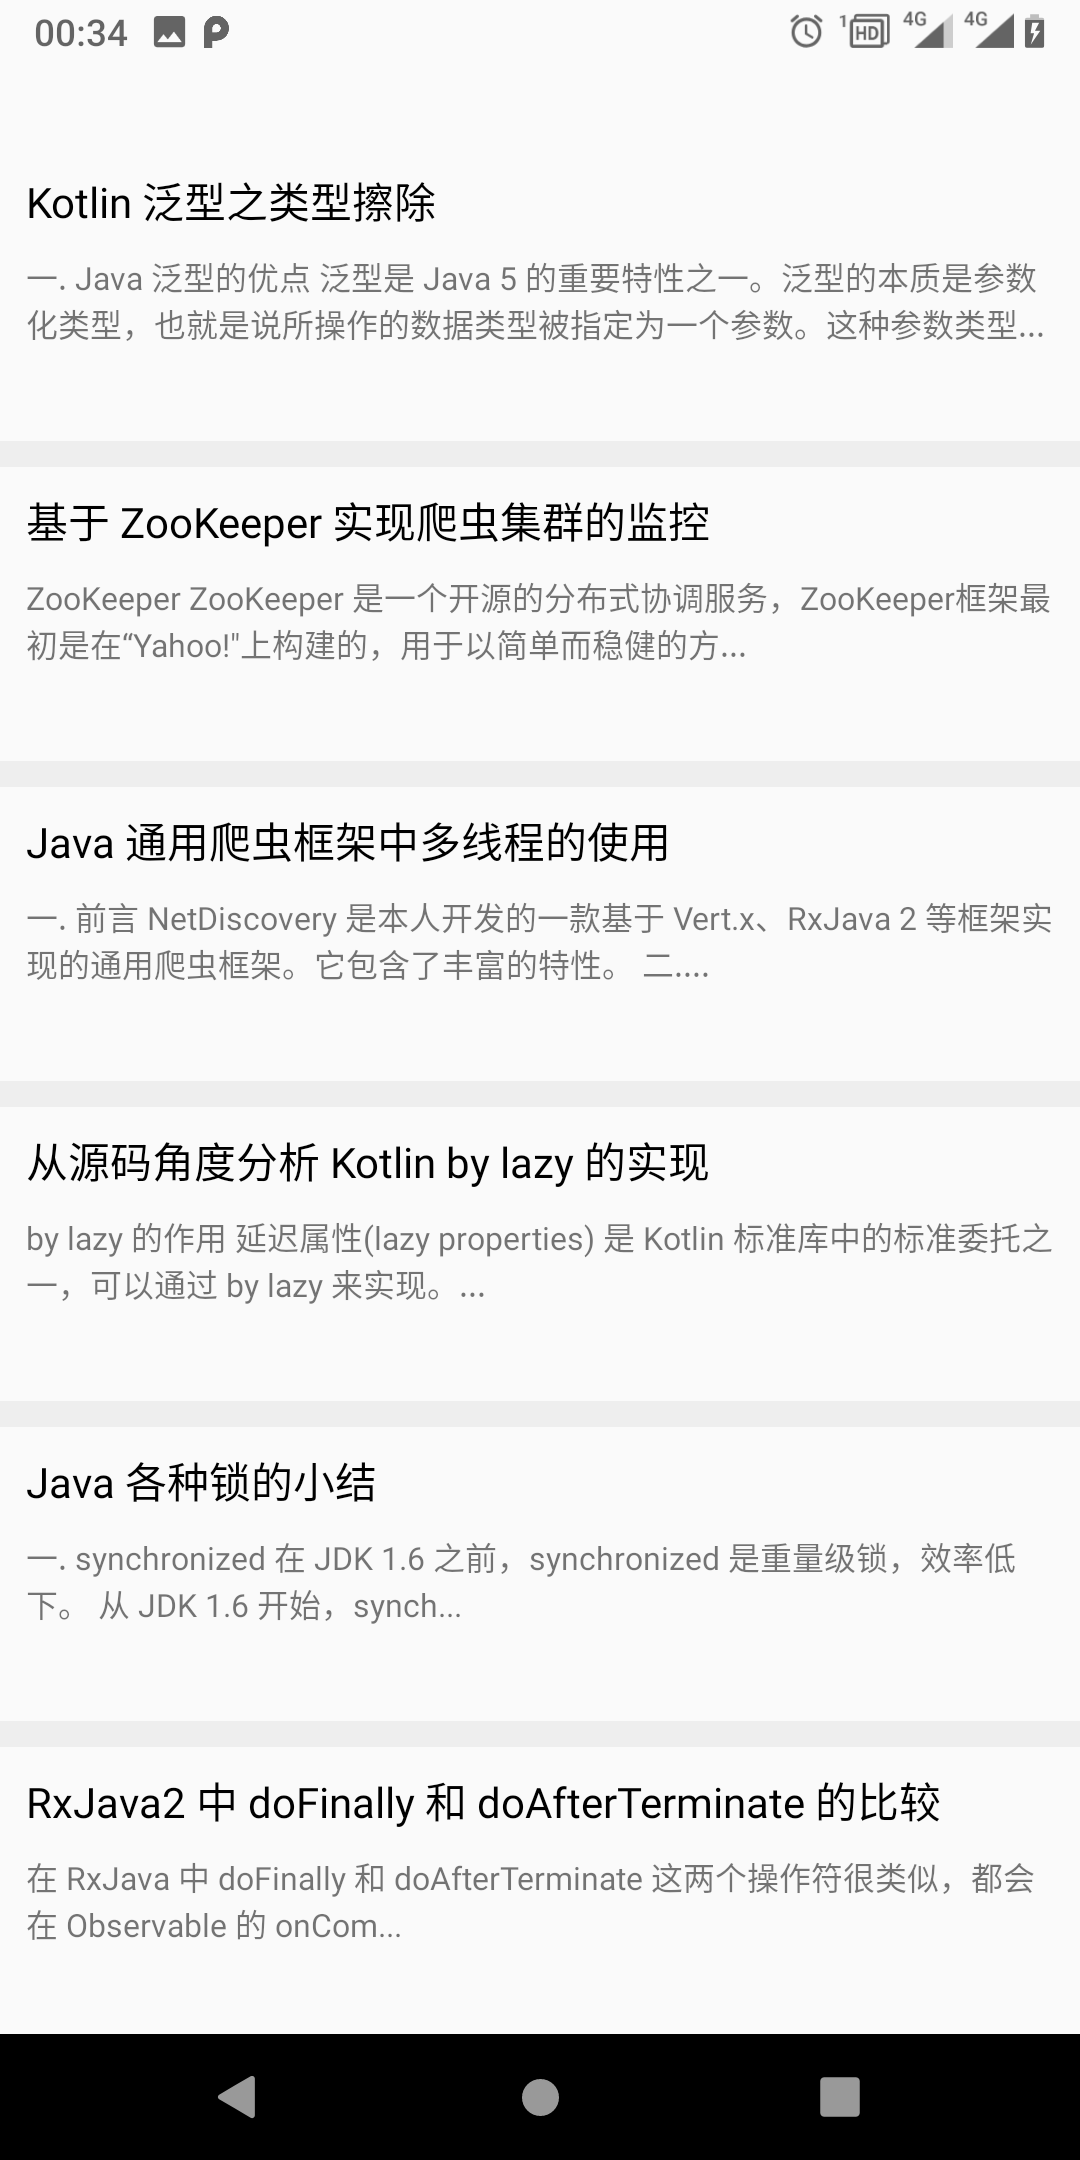 00:34
1 HD 4G 4G
Kotlin 泛型之类型擦除
一. Java 泛型的优点 泛型是 Java 5 的重要特性之一。泛型的本质是参数
化类型，也就是说所操作的数据类型被指定为一个参数。这种参数类型...
基于 ZooKeeper 实现爬虫集群的监控
ZooKeeper ZooKeeper 是一个开源的分布式协调服务，ZooKeeper框架最
初是在“Yahoo!"上构建的，用于以简单而稳健的方...
Java 通用爬虫框架中多线程的使用
一. 前言 NetDiscovery 是本人开发的一款基于 Vert.x、RxJava 2 等框架实
现的通用爬虫框架。它包含了丰富的特性。 二....
从源码角度分析 Kotlin by lazy 的实现
by lazy 的作用 延迟属性(lazy properties) 是 Kotlin 标准库中的标准委托之
一，可以通过 by lazy 来实现。...
Java 各种锁的小结
一. synchronized 在 JDK 1.6 之前，synchronized 是重量级锁，效率低
下。 从 JDK 1.6 开始，synch...
RxJava2 中 doFinally 和 doAfterTerminate 的比较
在 RxJava 中 doFinally 和 doAfterTerminate 这两个操作符很类似，都会
在 Observable 的 onCom...